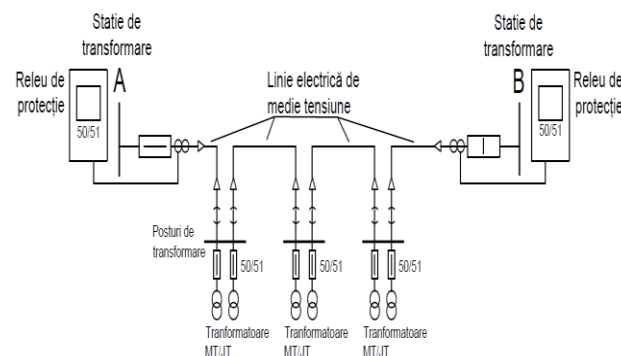 Statie de
transformare
Statie de
transformare
Releu de
protecție
A
Linie electrică de
medie tensiune
B
Releu de
protecție
50/51
50/51
Posturi de
transformare
50/51
50/51
50/51
Tranformatoare
MT/JT
Tranformatoare
MT/JT
Tranformatoare
MT/JT